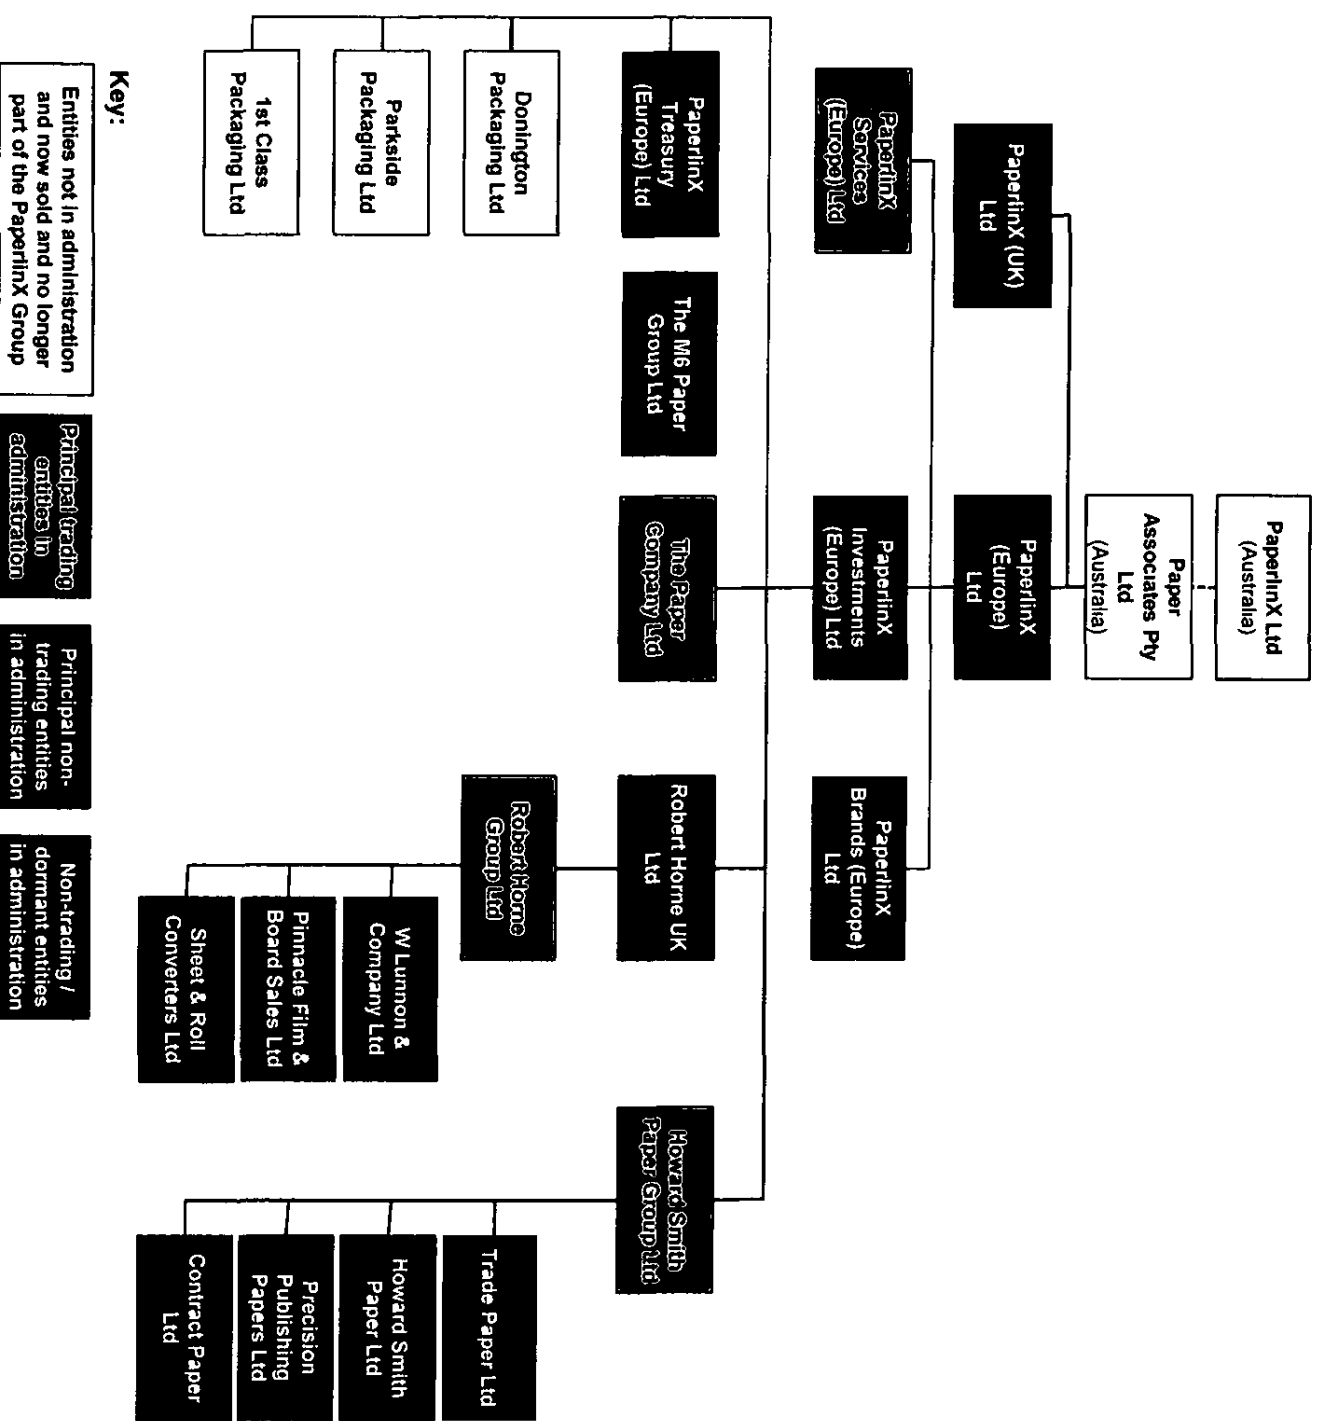 PaperlinX Ltd
(Australia)
Paper
Associates Pty
Ltd
(Australia)
PaperlinX (UK)
Ltd
PaperlinX
(Europe)
Ltd
PaperlinX
Services
(Europe) Ltd
PaperlinX
Investments
(Europe) Ltd
PaperlinX
Brands (Europe)
Ltd
PaperlinX
Treasury
(Europe) Ltd
The M6 Paper
Group Ltd
The Paper
Company Ltd
Robert Horne UK
Ltd
Howard Smith
Paper Group Ltd
Donington
Packaging Ltd
Parkside
Packaging Ltd
1st Class
Packaging Ltd
Robert Horne
Group Ltd
W Lunnon &
Company Ltd
Pinnacle Film &
Board Sales Ltd
Sheet & Roll
Converters Ltd
Trade Paper Ltd
Howard Smith
Paper Ltd
Precision
Publishing
Papers Ltd
Contract Paper
Ltd
Key:
Entities not in administration
and now sold and no longer
part of the PaperlinX Group
Principal trading
entities in
administration
Principal non-
trading entities
in administration
Non-trading /
dormant entities
in administration